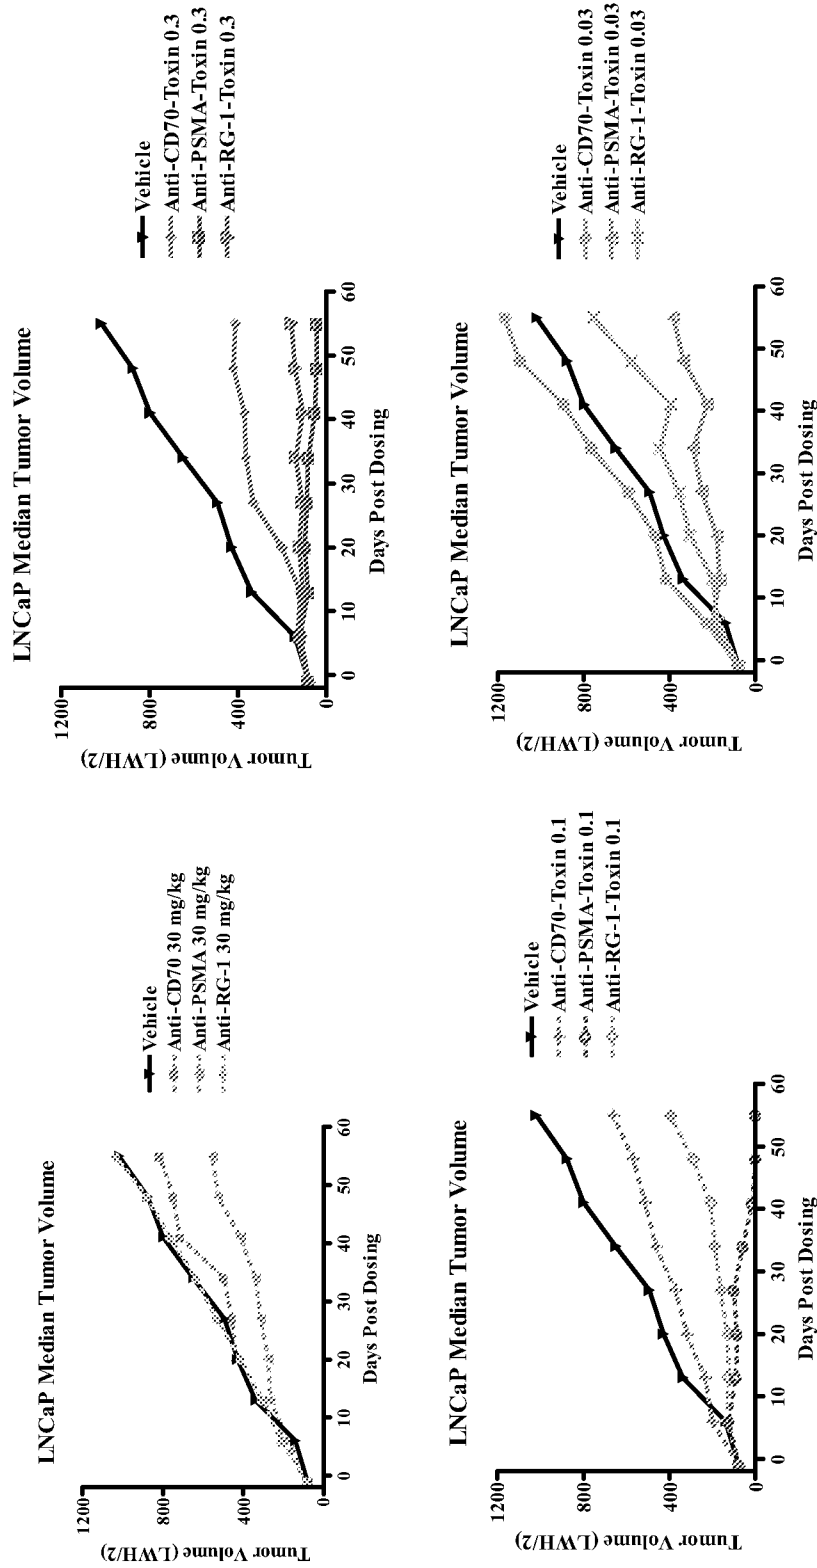 LNCaP Median Tumor Volume
Tumor Volume (LWH/2)
1200
800
400
0
0
10
20
30
40
50
60
Days Post Dosing
Vehicle
Anti-CD70 30 mg/kg
Anti-PSMA 30 mg/kg
Anti-RG-1 30 mg/kg
LNCaP Median Tumor Volume
Tumor Volume (LWH/2)
1200
800
400
0
0
10
20
30
40
50
60
Days Post Dosing
Vehicle
Anti-CD70-Toxin 0.3
Anti-PSMA-Toxin 0.3
Anti-RG-1-Toxin 0.3
LNCaP Median Tumor Volume
Tumor Volume (LWH/2)
1200
800
400
0
0
10
20
30
40
50
60
Days Post Dosing
Vehicle
Anti-CD70-Toxin 0.1
Anti-PSMA-Toxin 0.1
Anti-RG-1-Toxin 0.1
LNCaP Median Tumor Volume
Tumor Volume (LWH/2)
1200
800
400
0
0
10
20
30
40
50
60
Days Post Dosing
Vehicle
Anti-CD70-Toxin 0.03
Anti-PSMA-Toxin 0.03
Anti-RG-1-Toxin 0.03